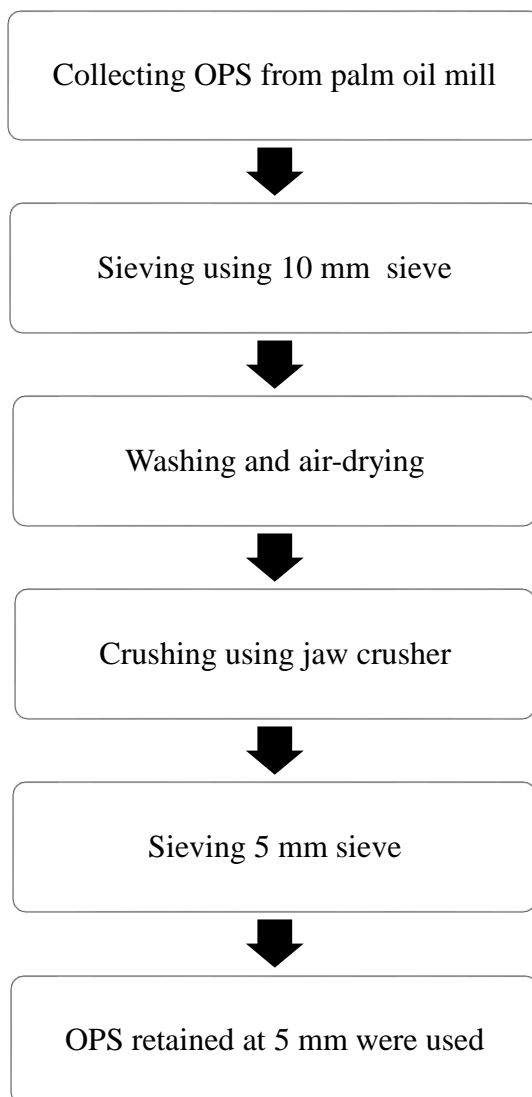 Collecting OPS from palm oil mill
Sieving using 10 mm sieve
Washing and air-drying
Crushing using jaw crusher
Sieving 5 mm sieve
OPS retained at 5 mm were used